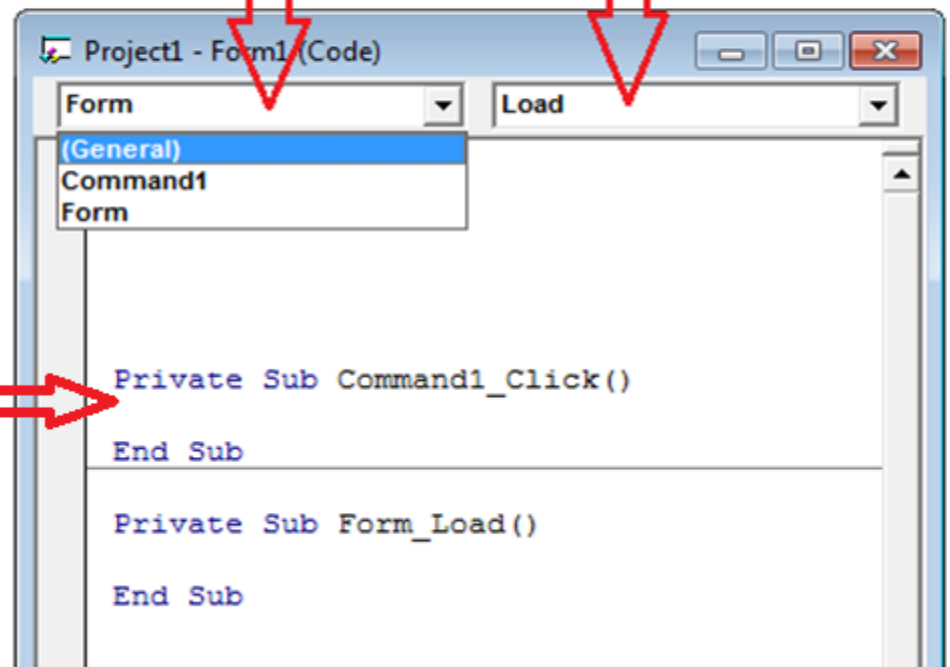 Project1 - Form1 (Code)
Form Load
(General)
Command1
Form
Private Sub Command1_Click()
End Sub
Private Sub Form_Load()
End Sub